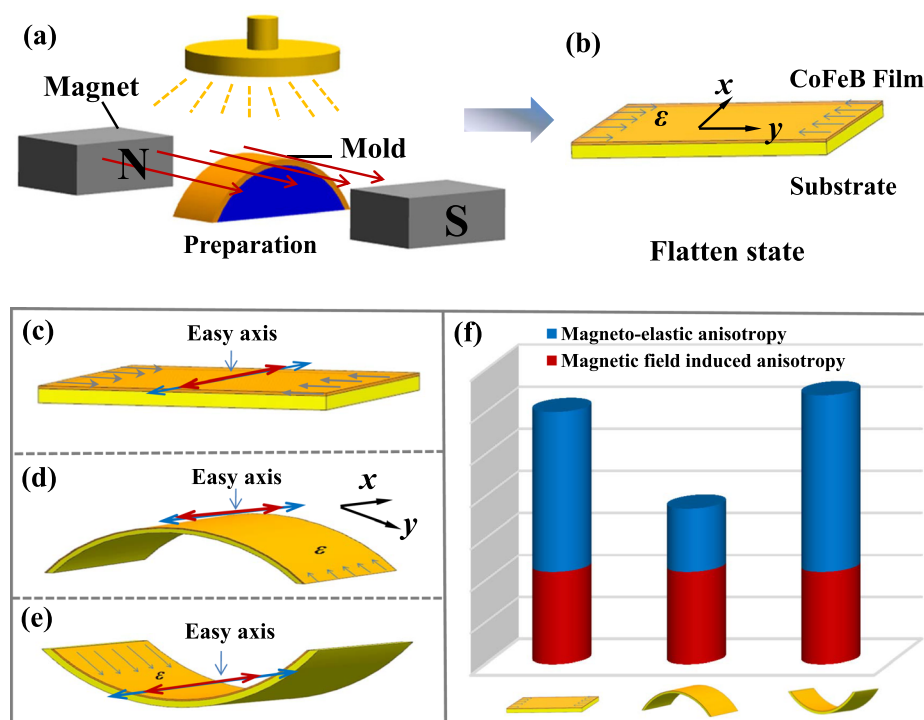 (a)
Magnet
N
Mold
S
Preparation
(b)
CoFeB Film
x
ε
y
Substrate
Flatten state
(c)
Easy axis
(d)
Easy axis
x
y
ε
(e)
Easy axis
ε
(f)
Magneto-elastic anisotropy
Magnetic field induced anisotropy